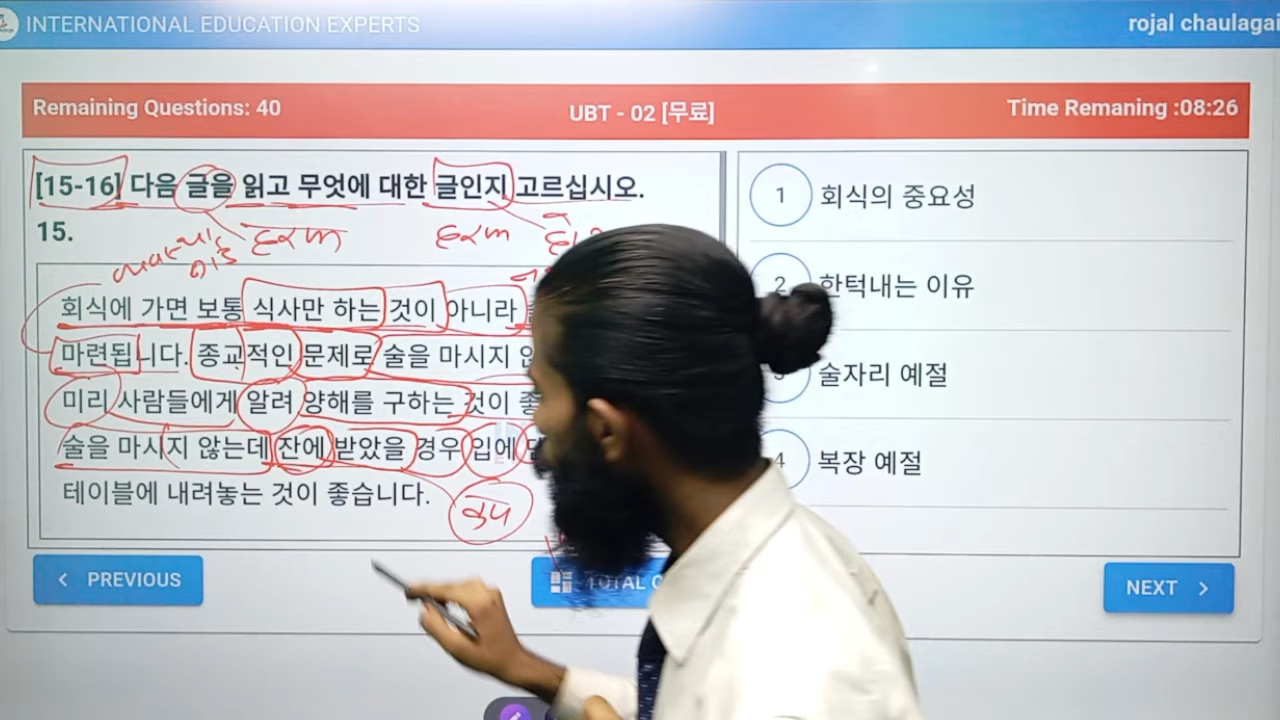 INTERNATIONAL EDUCATION EXPERTS
rojal chaulagai
Remaining Questions: 40
UBT - 02 [무료]
Time Remaning :08:26
[15-16] 다음 글을 읽고 무엇에 대한 글인지 고르십시오.
15.
회식에 가면 보통 식사만 하는 것이 아니라
마련됩니다. 종교적인 문제로 술을 마시지
미리 사람들에게 알려 양해를 구하는 것이
술을 마시지 않는데 잔에 받았을 경우 입에
테이블에 내려놓는 것이 좋습니다.
1 회식의 중요성
2 한턱내는 이유
술자리 예절
4 복장 예절
PREVIOUS
TOTAL
NEXT